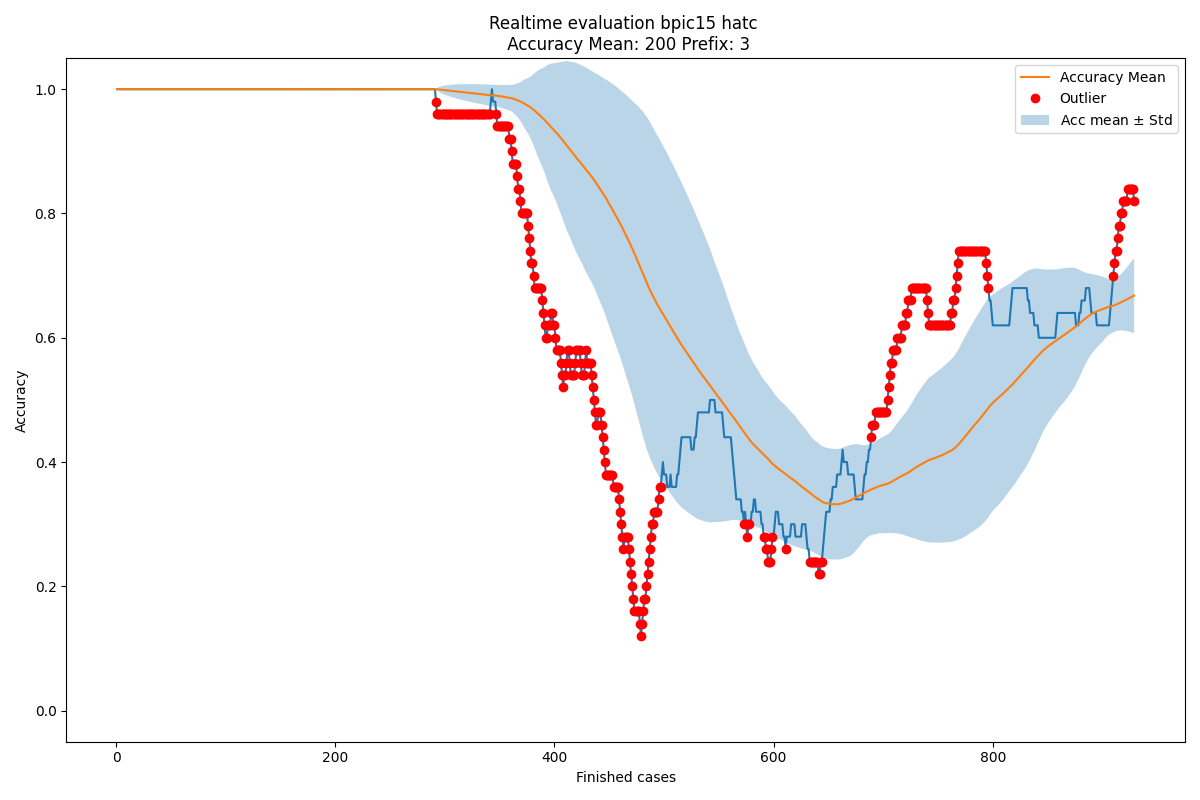 Realtime evaluation bpic15 hatc
Accuracy Mean: 200 Prefix: 3
Accuracy Mean
Outlier
Acc mean ± Std
Accuracy
1.0
0.8
0.6
0.4
0.2
0.0
0 200 400 600 800
Finished cases